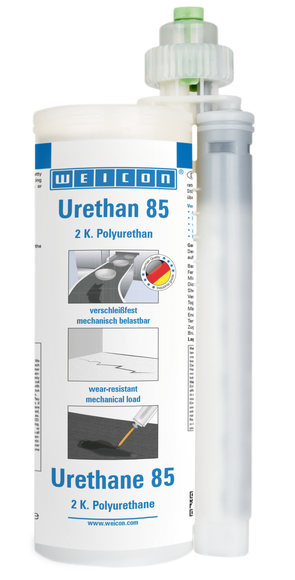 WEICON
Urethan 85
2 K. Polyurethan
verschleißfest
mechanisch belastbar
wear-resistant
mechanical load
Urethane 85
2 K. Polyurethane
www.weicon.com